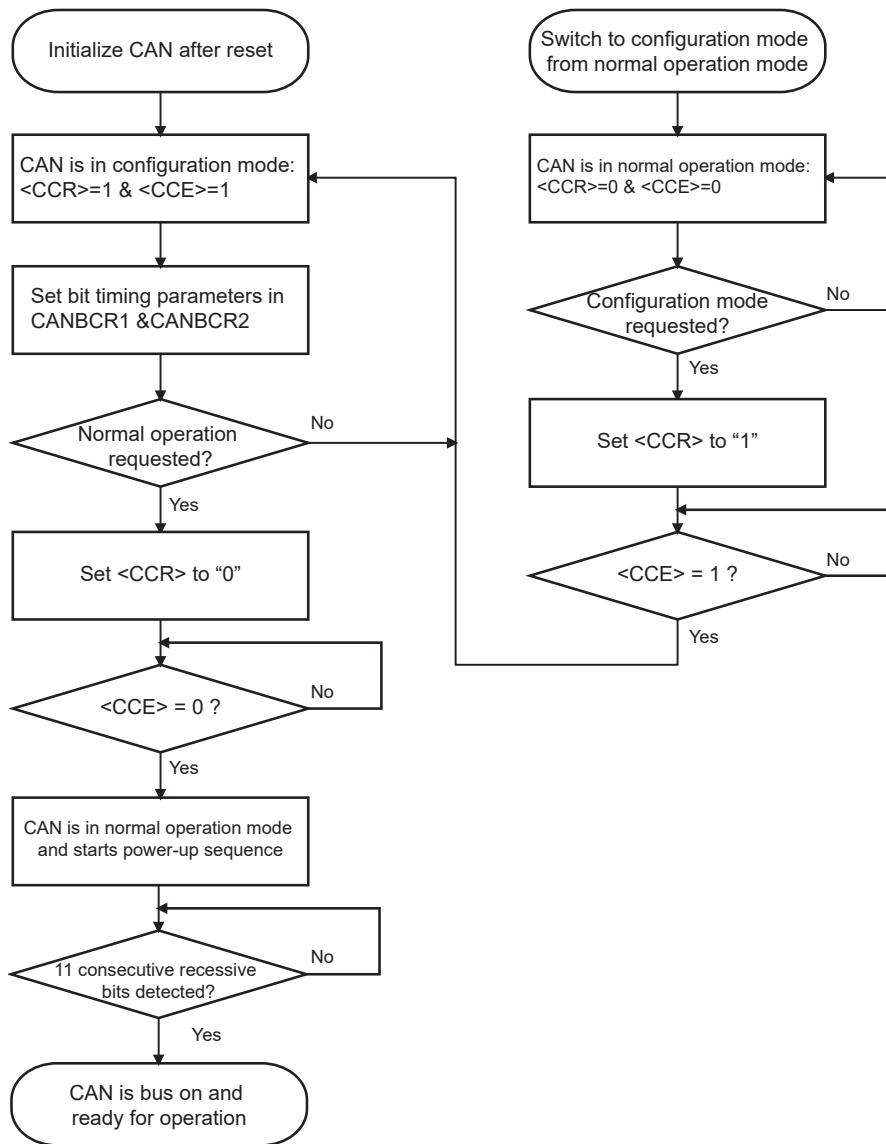 Initialize CAN after reset
CAN is in configuration mode:
<CCR>=1 & <CCE>=1
Set bit timing parameters in
CANBCR1 &CANBCR2
Normal operation
requested?
No
Yes
Set <CCR> to “0”
<CCE> = 0 ?
No
Yes
CAN is in normal operation mode
and starts power-up sequence
11 consecutive recessive
bits detected?
No
Yes
CAN is bus on and
ready for operation
Switch to configuration mode
from normal operation mode
CAN is in normal operation mode:
<CCR>=0 & <CCE>=0
Configuration mode
requested?
No
Yes
Set <CCR> to “1”
<CCE> = 1 ?
No
Yes